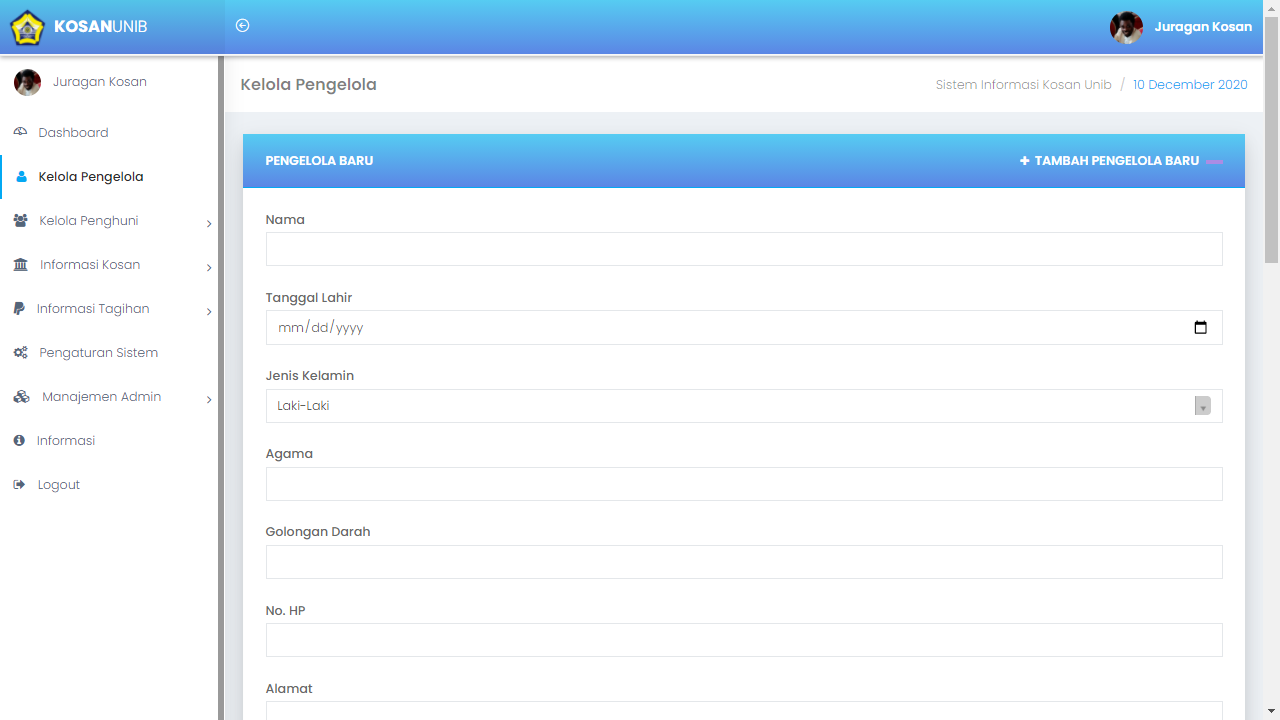 KOSANUNIB
Juragan Kosan
Juragan Kosan
Dashboard
Kelola Pengelola
Kelola Penghuni
Informasi Kosan
Informasi Tagihan
Pengaturan Sistem
Manajemen Admin
Informasi
Logout
Kelola Pengelola
Sistem Informasi Kosan Unib / 10 December 2020
PENGELOLA BARU
+ TAMBAH PENGELOLA BARU
Nama
Tanggal Lahir
mm/dd/yyyy
Jenis Kelamin
Laki-Laki
Agama
Golongan Darah
No. HP
Alamat